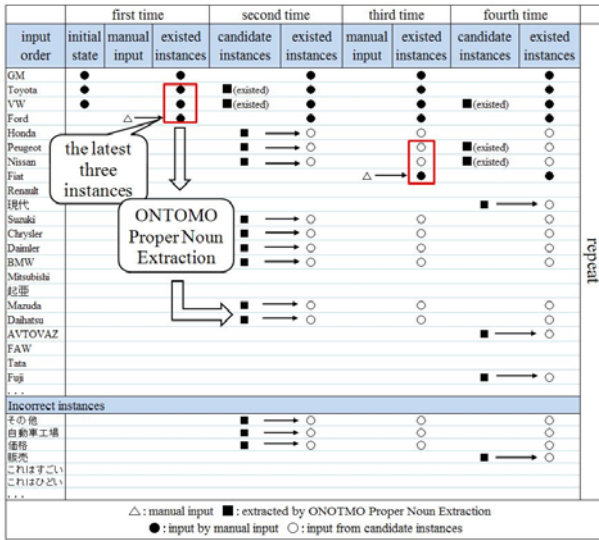 first time second time third time fourth time
input order initial state manual input existed instances candidate instances existed instances manual input existed instances candidate instances existed instances
GM
Toyota ■(existed)
VW ■(existed) ■(existed)
Ford △
Honda ■ ○ ○ ○
Peugeot ■ ○ ○ ■(existed) ○
Nissan ■ ○ ○ ■(existed) ○
Fiat △
Renault
現代 ■ ○
Suzuki ■ ○ ○ ○
Chrysler ■ ○ ○ ○
Daimler ■ ○ ○ ○
BMW ■ ○ ○ ○
Mitsubishi
起亜
Mazuda ■ ○ ○ ○
Daihatsu ■ ○ ○ ○
AVTOVAZ ■ ○
FAW
Tata
Fuji ■ ○
...
the latest
three
instances
ONTOMO
Proper Noun
Extraction
repeat
Incorrect instances
その他 ■ ○ ○ ○
自動車工場 ■ ○ ○ ○
価格 ■ ○ ○ ○
販売 ■ ○
これはすごい
これはひどい
...
△: manual input ■: extracted by ONOTMO Proper Noun Extraction
●: input by manual input ○: input from candidate instances